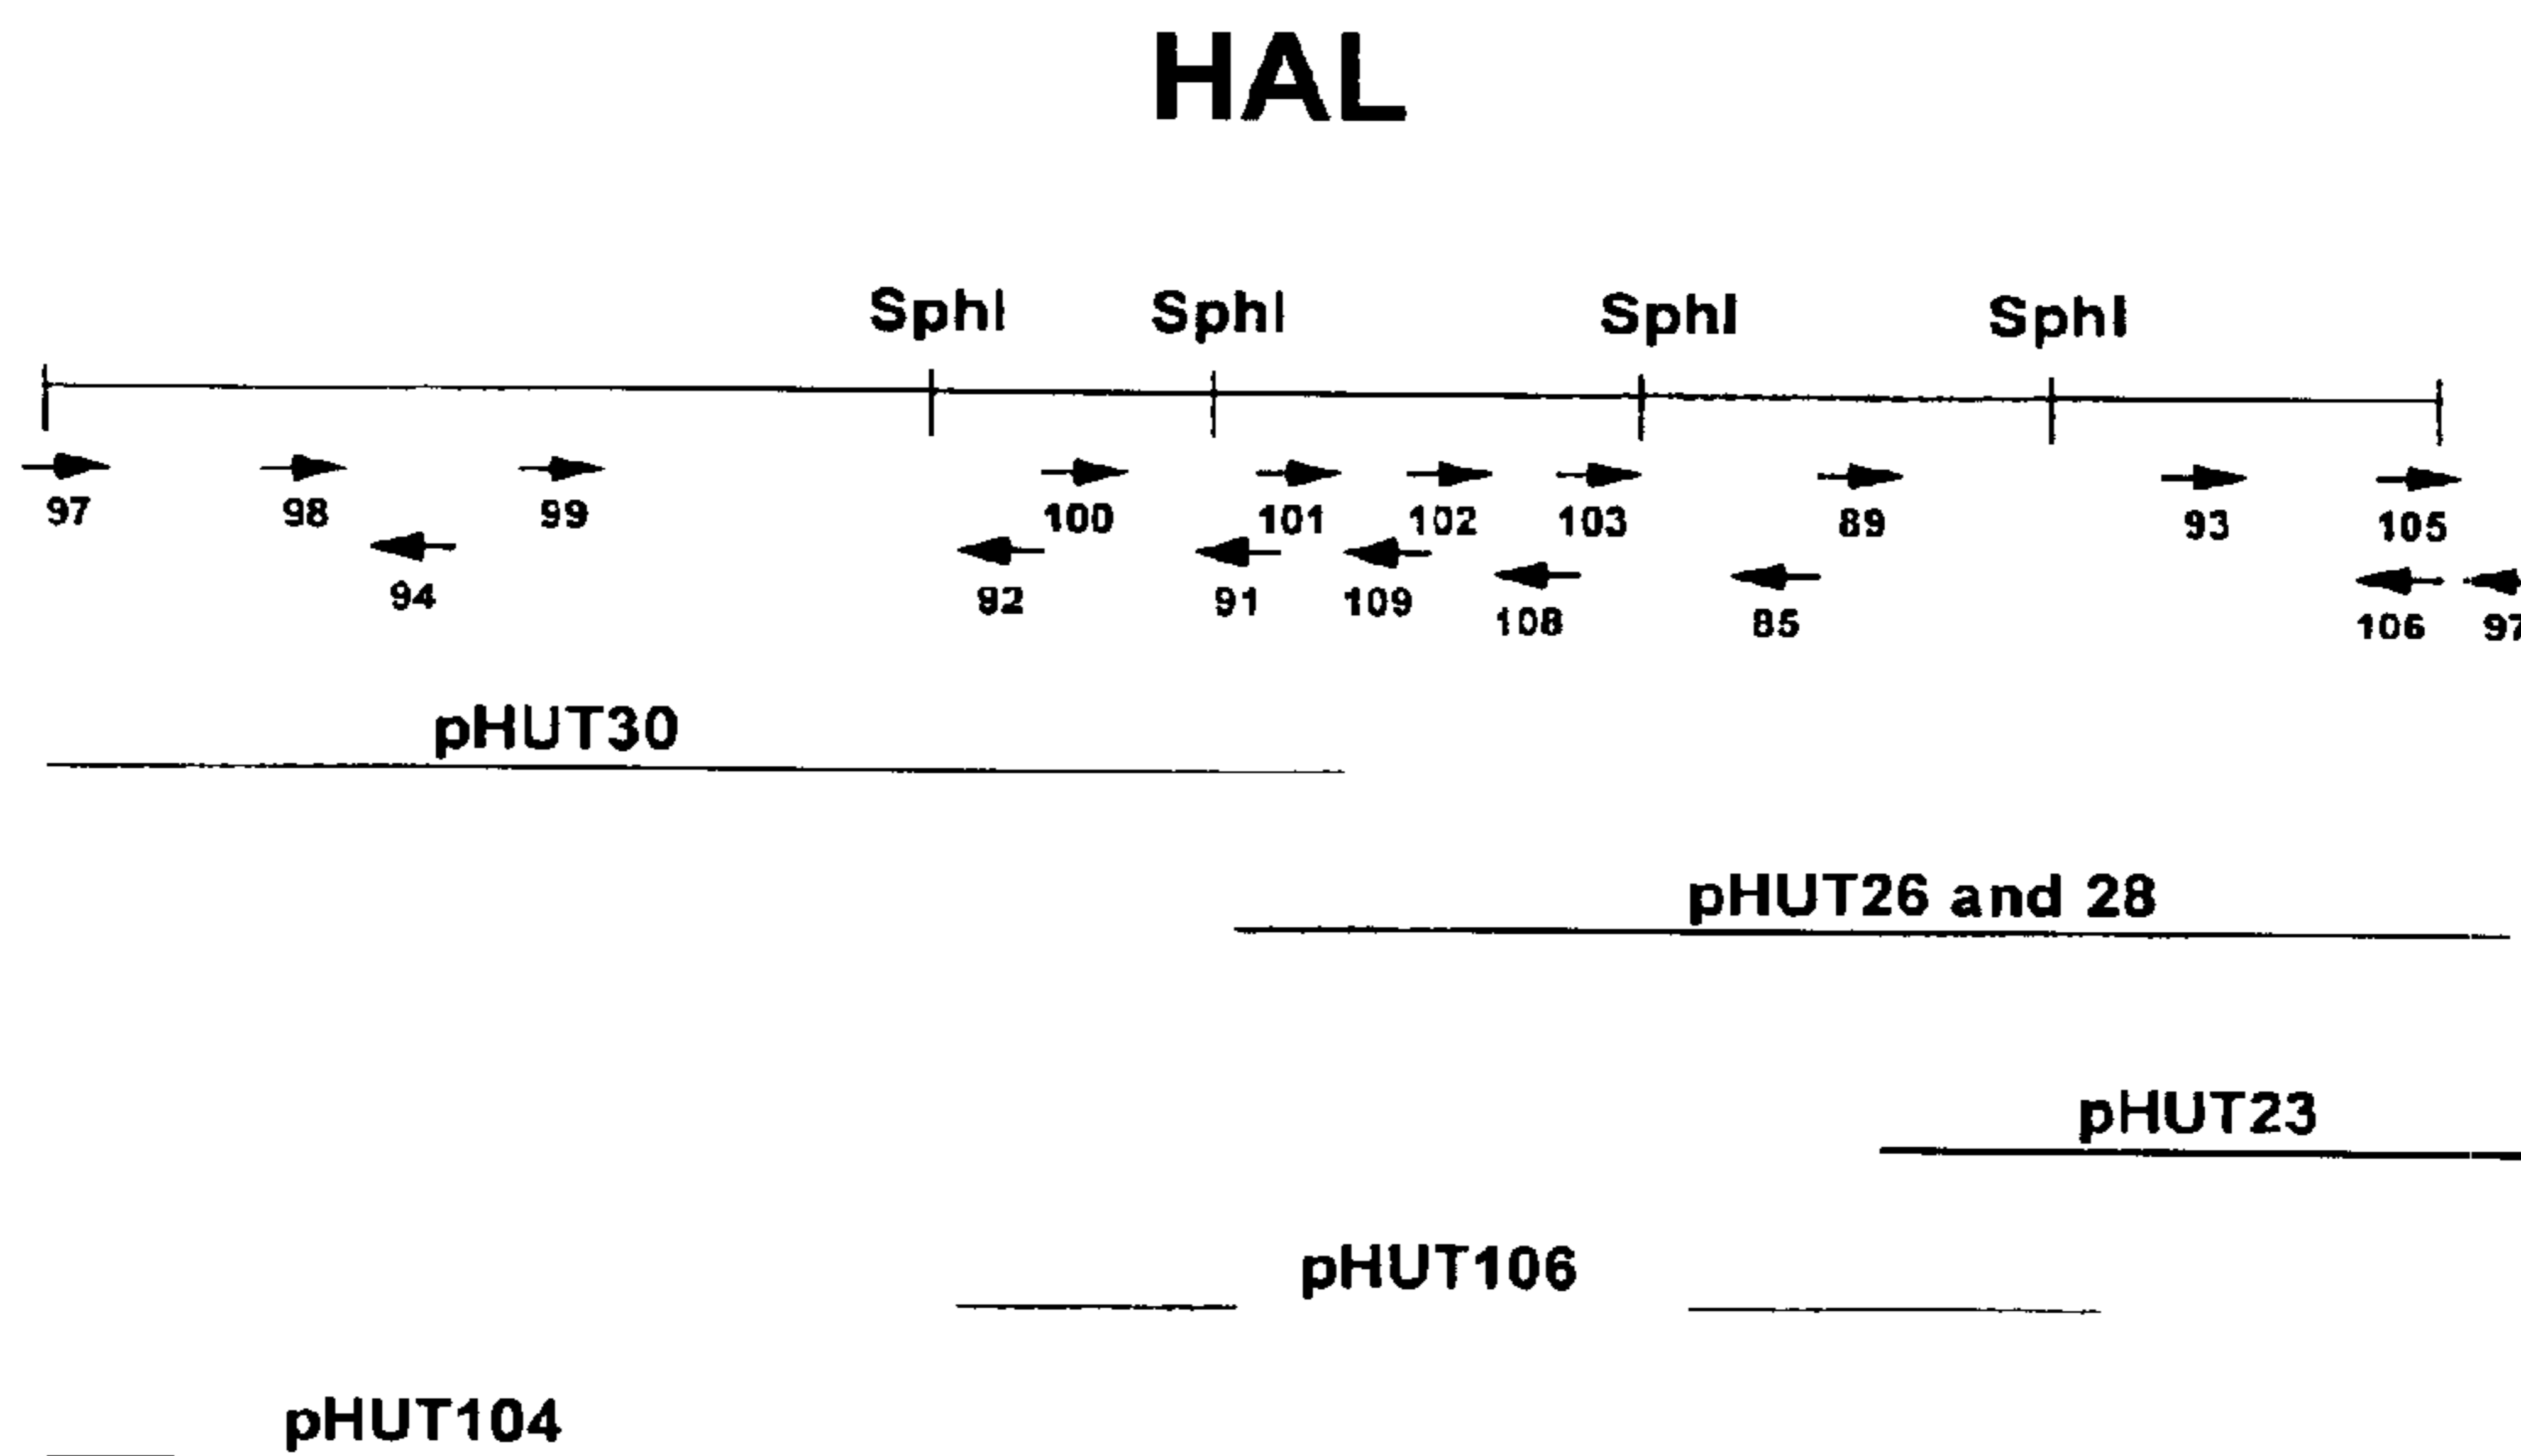 HAL
SphI SphI SphI SphI
97 98 99 100 101 102 103 89 93 105
94 92 91 109 108 85 106 97
pHUT30
pHUT26 and 28
pHUT23
pHUT106
pHUT104